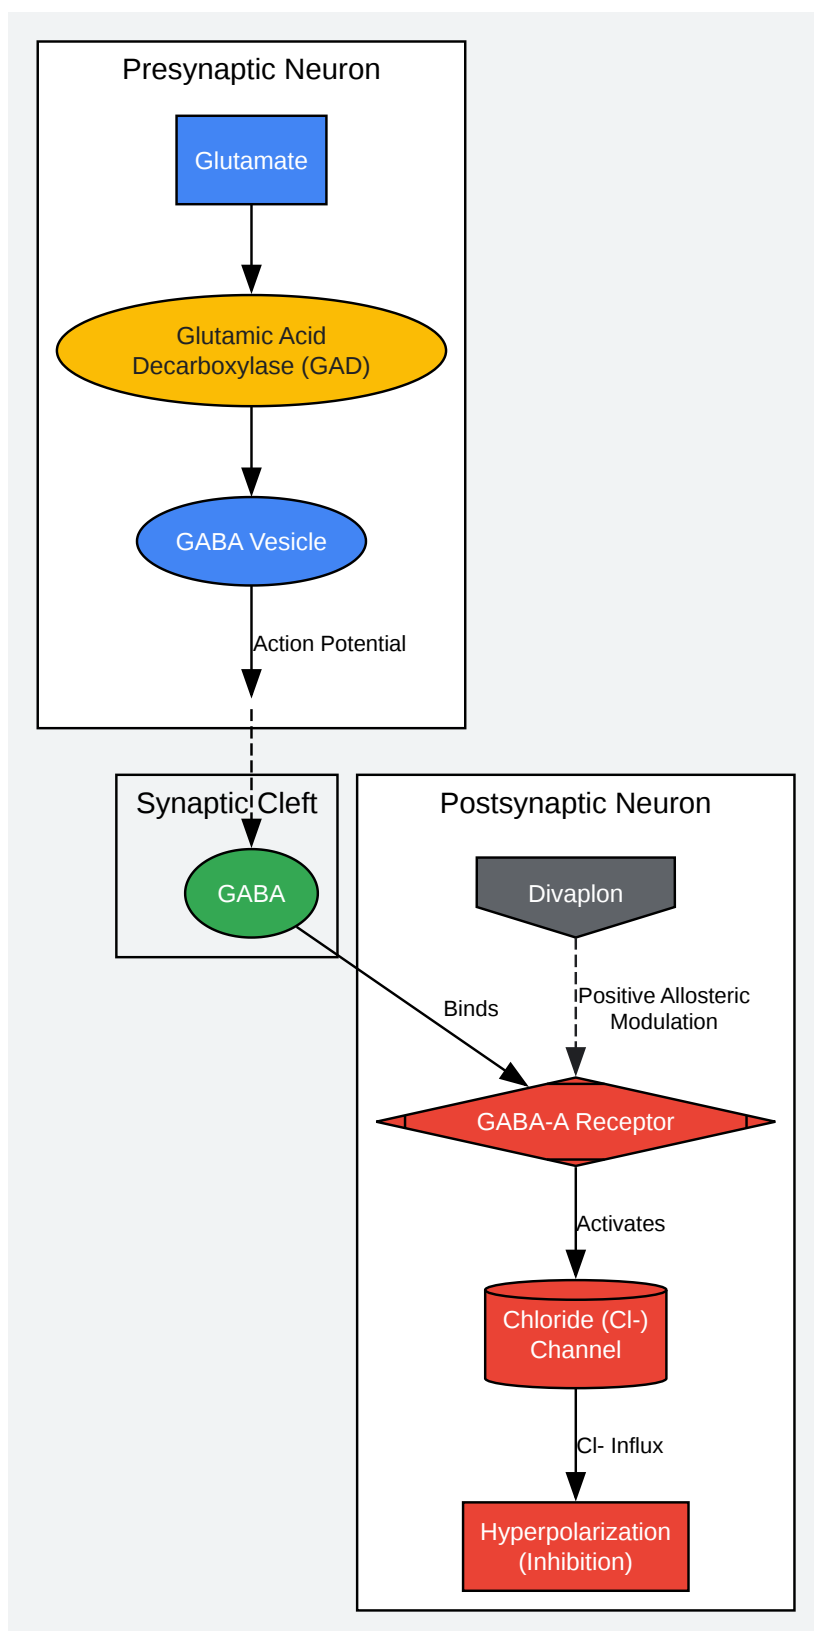 Presynaptic Neuron
Glutamate
Glutamic Acid
Decarboxylase (GAD)
GABA Vesicle
Action Potential
Synaptic Cleft
GABA
Postsynaptic Neuron
Divaplon
Binds
Positive Allosteric
Modulation
GABA-A Receptor
Activates
Chloride (Cl-)
Channel
Cl- Influx
Hyperpolarization
(Inhibition)